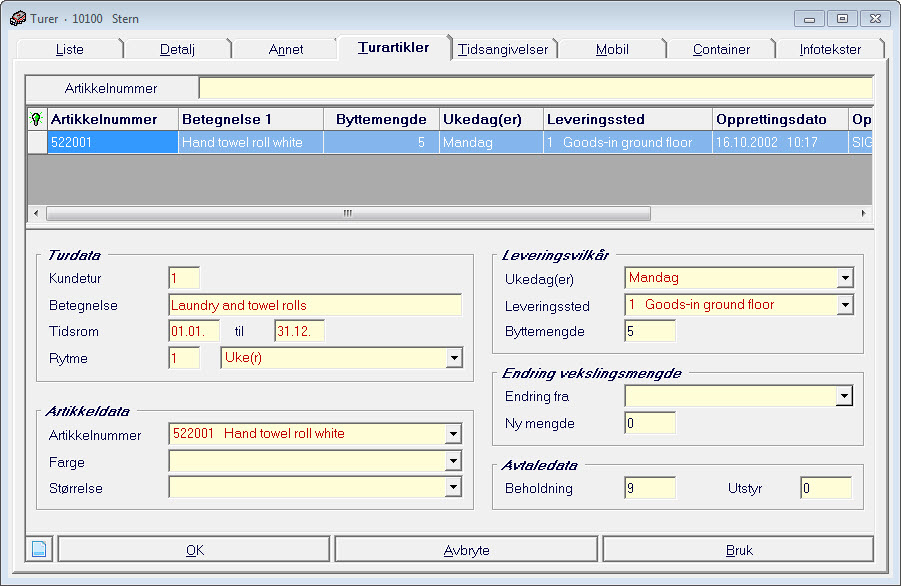 Turer · 10100 Stern
Liste Detalj Annet Turartikler Tidsangivelser Mobil Container Infotekster
Artikkelnummer
Artikkelnummer Betegnelse 1 Byttemengde Ukedag(er) Leveringssted Opprettingsdato Op
522001 Hand towel roll white 5 Mandag 1 Goods-in ground floor 16.10.2002 10:17 SIG
Turdata
Kundetur 1
Betegnelse Laundry and towel rolls
Tidsrom 01.01. til 31.12.
Rytme 1 Uke(r)
Artikkeldata
Artikkelnummer 522001 Hand towel roll white
Farge
Størrelse
Leveringsvilkår
Ukedag(er) Mandag
Leveringssted 1 Goods-in ground floor
Byttemengde 5
Endring vekslingsmengde
Endring fra
Ny mengde 0
Avtaledata
Beholdning 9 Utstyr 0
OK Avbryte Bruk